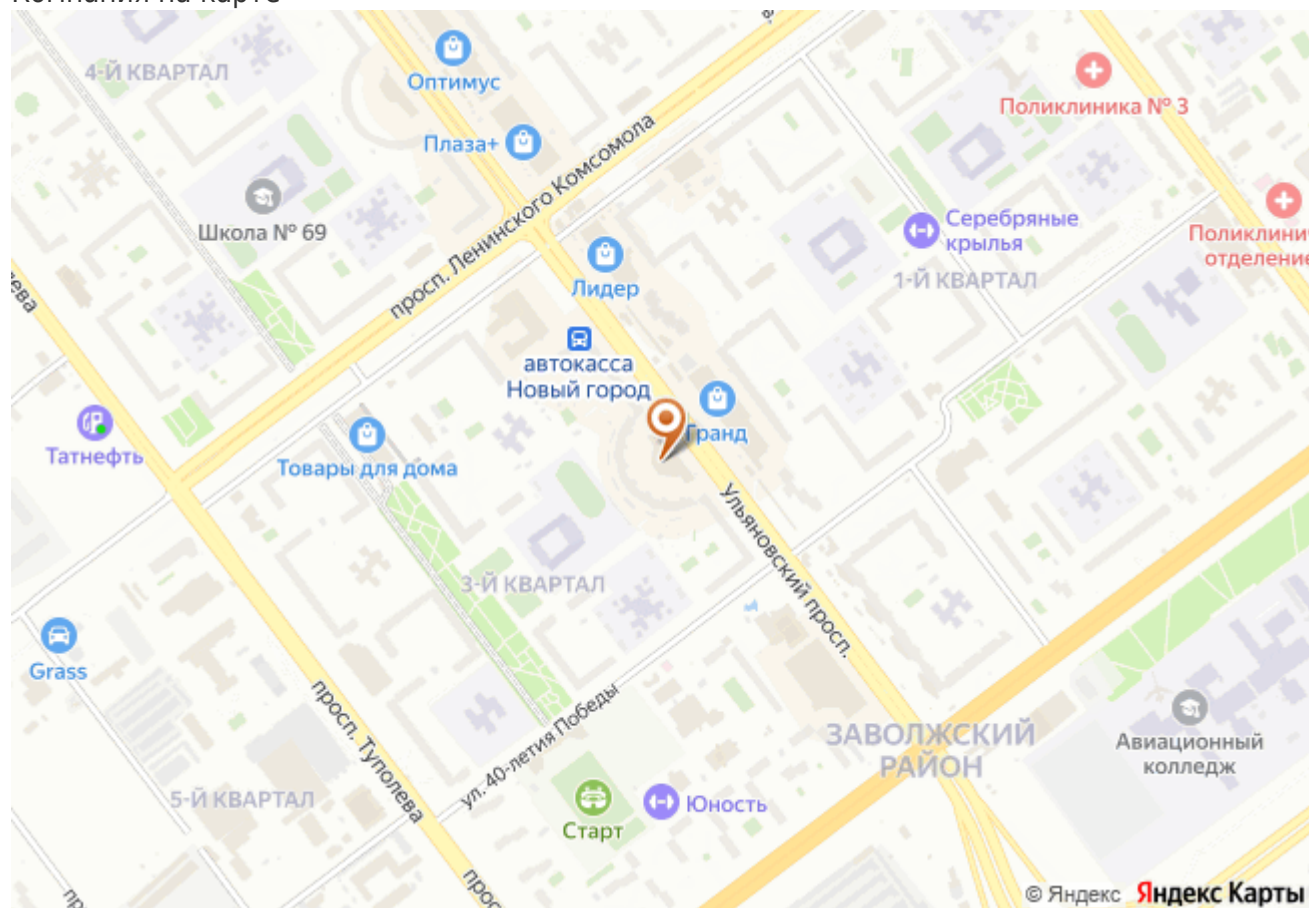 4-Й КВАРТАЛ
Оптимус
Поликлиника № 3
Плаза+
просп. Ленинского Комсомола
Школа № 69
Серебряные
крылья
отделение
Лидер
1-Й КВАРТАЛ
автокасса
Новый город
Гранд
Татнефть
Товары для дома
Ульяновский просп.
3-Й КВАРТАЛ
Grass
просп. Туполева
ул. 40-летия Победы
ЗАВОЛЖСКИЙ
РАЙОН
Авиационный
колледж
5-Й КВАРТАЛ
Юность
Старт
© Яндекс Яндекс Карты